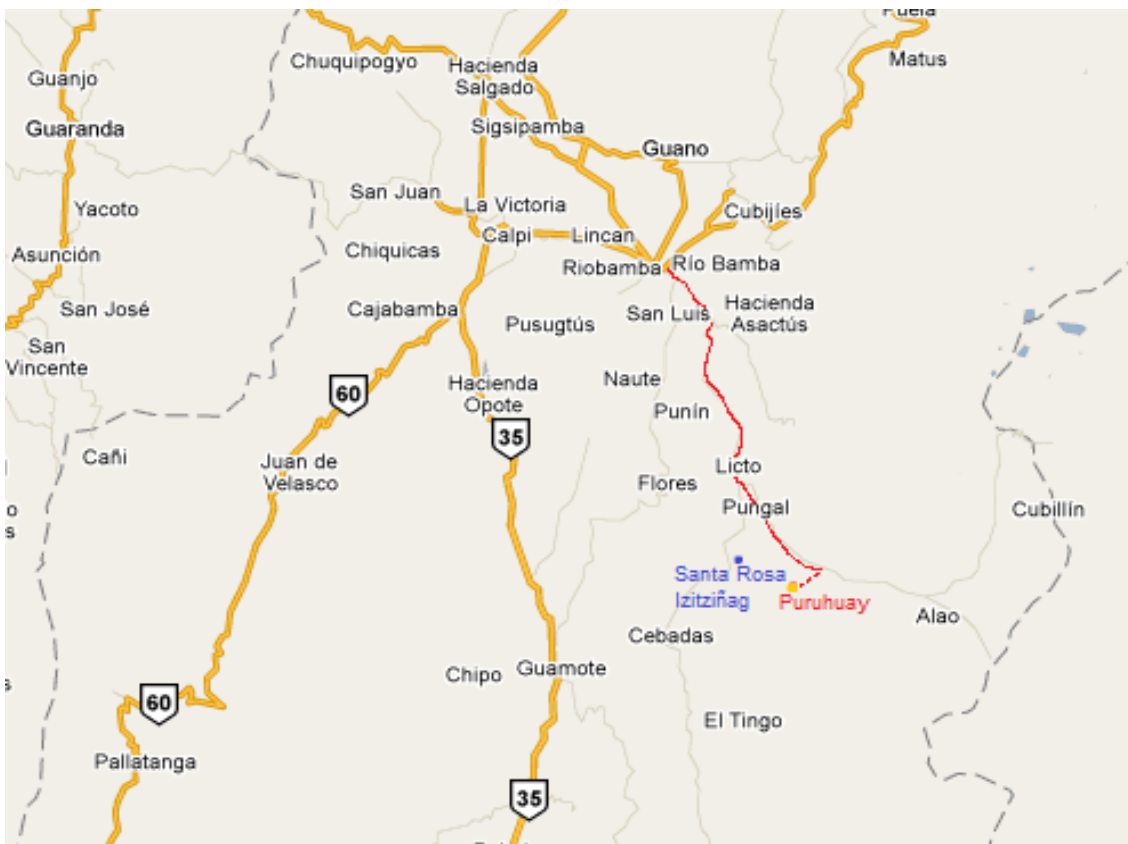 Matus
Chuquipogyo
Hacienda
Salgado
Guanjo
Guaranda
Sigsipamba
Guano
San Juan
La Victoria
Yacoto
Cubijíes
Calpi
Lincan
Chiquicas
Asunción
Riobamba
Río Bamba
San José
Cajabamba
Pusugtús
San Luis
Hacienda
Asactús
San
Vincente
Hacienda
Opote
Naute
60
Punín
35
Cañi
Juan de
Velasco
Licto
Flores
Pungal
Cubillín
o
s
Santa Rosa
Izitziñag
Puruhuay
Alao
Cebadas
Chipo
Guamote
60
El Tingo
Pallatanga
35